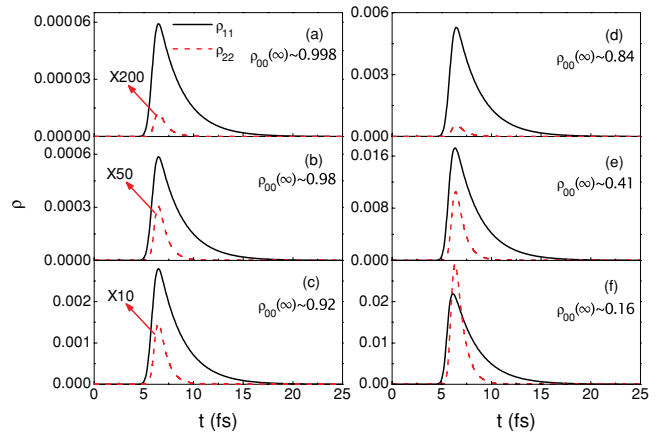 0.00006
0.00003
0.00000
ρ₁₁
ρ₂₂
(a)
ρ₀₀(∞)~0.998
X200
0.006
0.003
0.000
(d)
ρ₀₀(∞)~0.84
ρ
0.0006
0.0003
0.0000
X50
(b)
ρ₀₀(∞)~0.98
0.016
0.008
0.000
(e)
ρ₀₀(∞)~0.41
0.002
0.001
0.000
X10
(c)
ρ₀₀(∞)~0.92
0.02
0.01
0.00
(f)
ρ₀₀(∞)~0.16
0 5 10 15 20 25
0 5 10 15 20 25
t (fs)
t (fs)